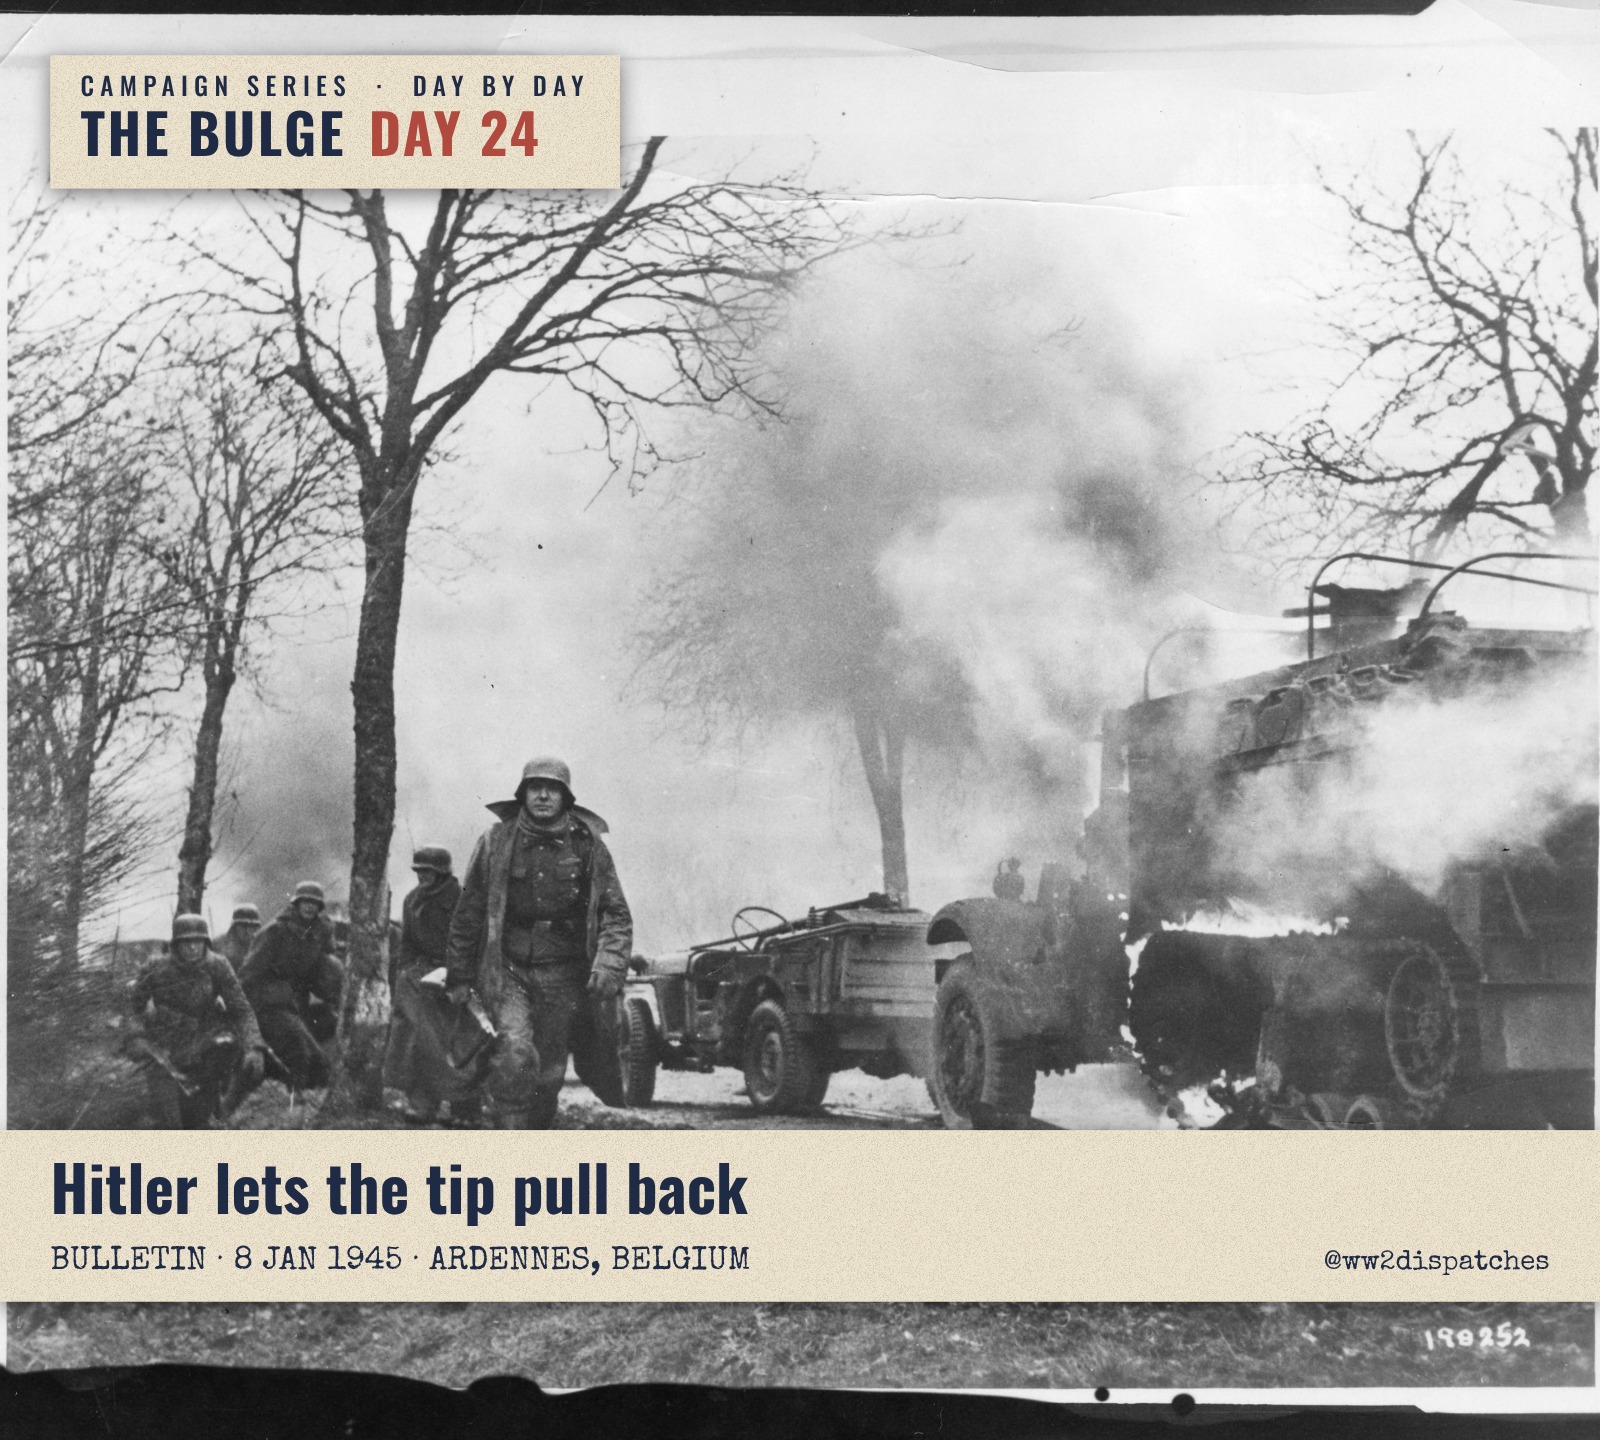 CAMPAIGN SERIES · DAY BY DAY
THE BULGE DAY 24
Hitler lets the tip pull back
BULLETIN · 8 JAN 1945 · ARDENNES, BELGIUM
@ww2dispatches
198252